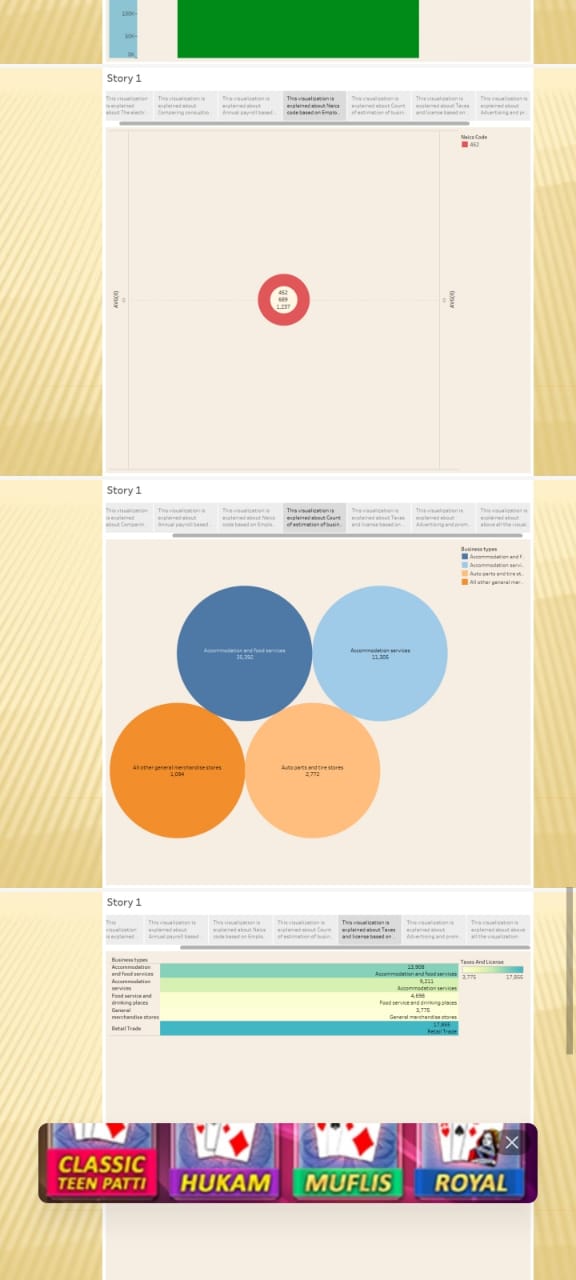 100K
50K
0K
Story 1
This visualization is explained about The electr..
This visualization is explained about Comparing consuptio..
This visualization is explained about Annual payroll based..
This visualization is explained about Naics code based on Emplo..
This visualization is explained about Count of estimation of busin..
This visualization is explained about Taxes and license based on..
This visualization is explained about Advertising and pr..
Naics Code
462
AVG(0)
0
462
689
1,237
0
AVG(0)
Story 1
This visualization is explained about Comparin..
This visualization is explained about Annual payroll based..
This visualization is explained about Naics code based on Emplo..
This visualization is explained about Count of estimation of busin..
This visualization is explained about Taxes and license based on..
This visualization is explained about Advertising and prom..
This visualization is explained about above all the visual..
Business types
Accommodation and f..
Accommodation servi..
Auto parts and tire st..
All other general mer..
Accommodation and food services
Accommodation services
11,305
All other general merchandise stores
1,094
Auto parts and tire stores
2,772
Story 1
This visualization is explained..
This visualization is explained about Annual payroll based..
This visualization is explained about Naics code based on Emplo..
This visualization is explained about Count of estimation of busin..
This visualization is explained about Taxes and license based on..
This visualization is explained about Advertising and prom..
This visualization is explained about above all the visualization
Business types
Accommodation and food services
13,908
Accommodation and food services
Accommodation services
9,211
Accommodation services
Food service and drinking places
4,698
Food service and drinking places
General merchandise stores
3,775
General merchandise stores
Retail Trade
17,855
Retail Trade
Taxes And License
3,775
17,855
CLASSIC
TEEN PATTI
HUKAM
MUFLIS
ROYAL